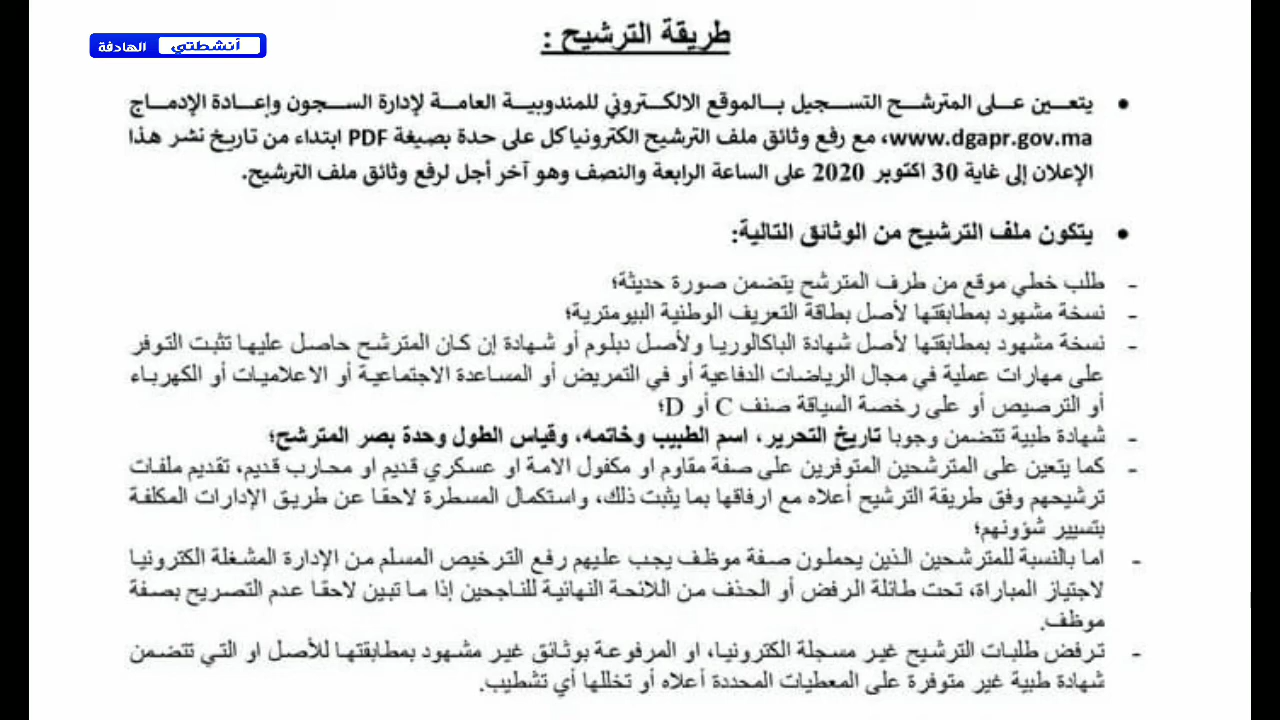 أنشطتي الهادفة
طريقة الترشيح :
• يتعين على المترشح التسجيل بالموقع الالكتروني للمندوبية العامة لإدارة السجون وإعادة الإدماج
www.dgapr.gov.ma، مع رفع وثائق ملف الترشيح الكترونيا كل على حدة بصيغة PDF ابتداء من تاريخ نشر هذا
الإعلان إلى غاية 30 اكتوبر 2020 على الساعة الرابعة والنصف وهو آخر أجل لرفع وثائق ملف الترشيح.
• يتكون ملف الترشيح من الوثائق التالية:
- طلب خطي موقع من طرف المترشح يتضمن صورة حديثة؛
- نسخة مشهود بمطابقتها لأصل بطاقة التعريف الوطنية البيومترية؛
- نسخة مشهود بمطابقتها لأصل شهادة الباكالوريا ولأصل دبلوم أو شهادة إن كان المترشح حاصل عليها تثبت التوفر
على مهارات عملية في مجال الرياضات الدفاعية أو في التمريض أو المساعدة الاجتماعية أو الاعلاميات أو الكهرباء
أو الترصيص أو على رخصة السياقة صنف C أو D؛
- شهادة طبية تتضمن وجوبا تاريخ التحرير، اسم الطبيب وخاتمه، وقياس الطول وحدة بصر المترشح؛
- كما يتعين على المترشحين المتوفرين على صفة مقاوم او مكفول الامة او عسكري قديم او محارب قديم، تقديم ملفات
ترشيحهم وفق طريقة الترشيح أعلاه مع ارفاقها بما يثبت ذلك، واستكمال المسطرة لاحقا عن طريق الإدارات المكلفة
بتسيير شؤونهم؛
- اما بالنسبة للمترشحين الذين يحملون صفة موظف يجب عليهم رفع الترخيص المسلم من الإدارة المشغلة الكترونيا
لاجتياز المباراة، تحت طائلة الرفض أو الحذف من اللائحة النهائية للناجحين إذا ما تبين لاحقا عدم التصريح بصفة
موظف.
- ترفض طلبات الترشيح غير مسجلة الكترونيا، او المرفوعة بوثائق غير مشهود بمطابقتها للأصل او التي تتضمن
شهادة طبية غير متوفرة على المعطيات المحددة أعلاه أو تخللها أي تشطيب.